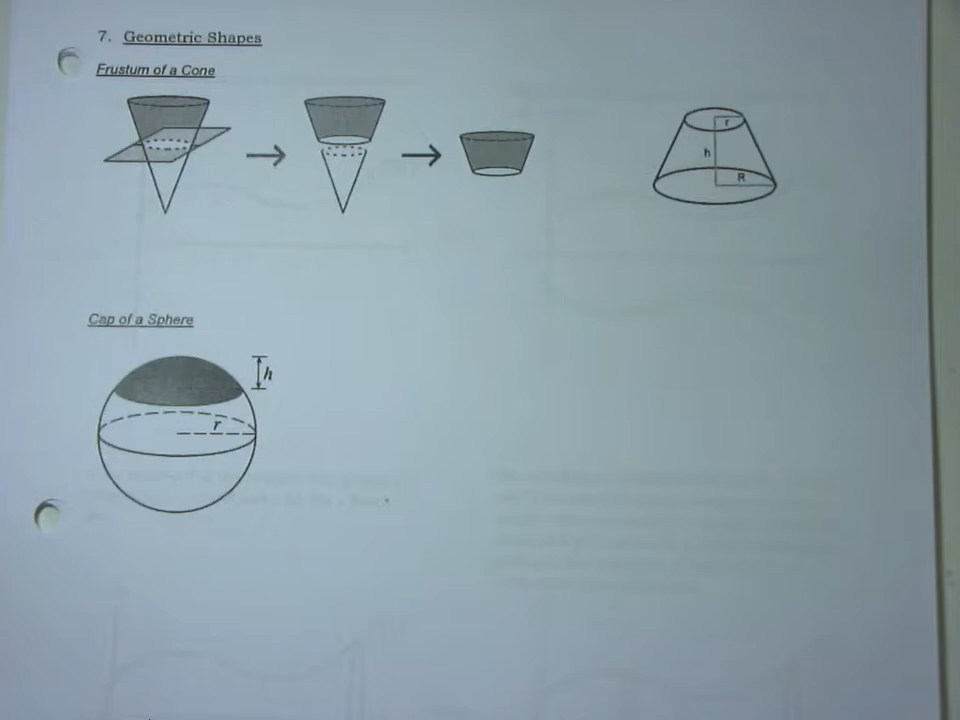 7. Geometric Shapes
Frustum of a Cone
r
h
R
Cap of a Sphere
h
r